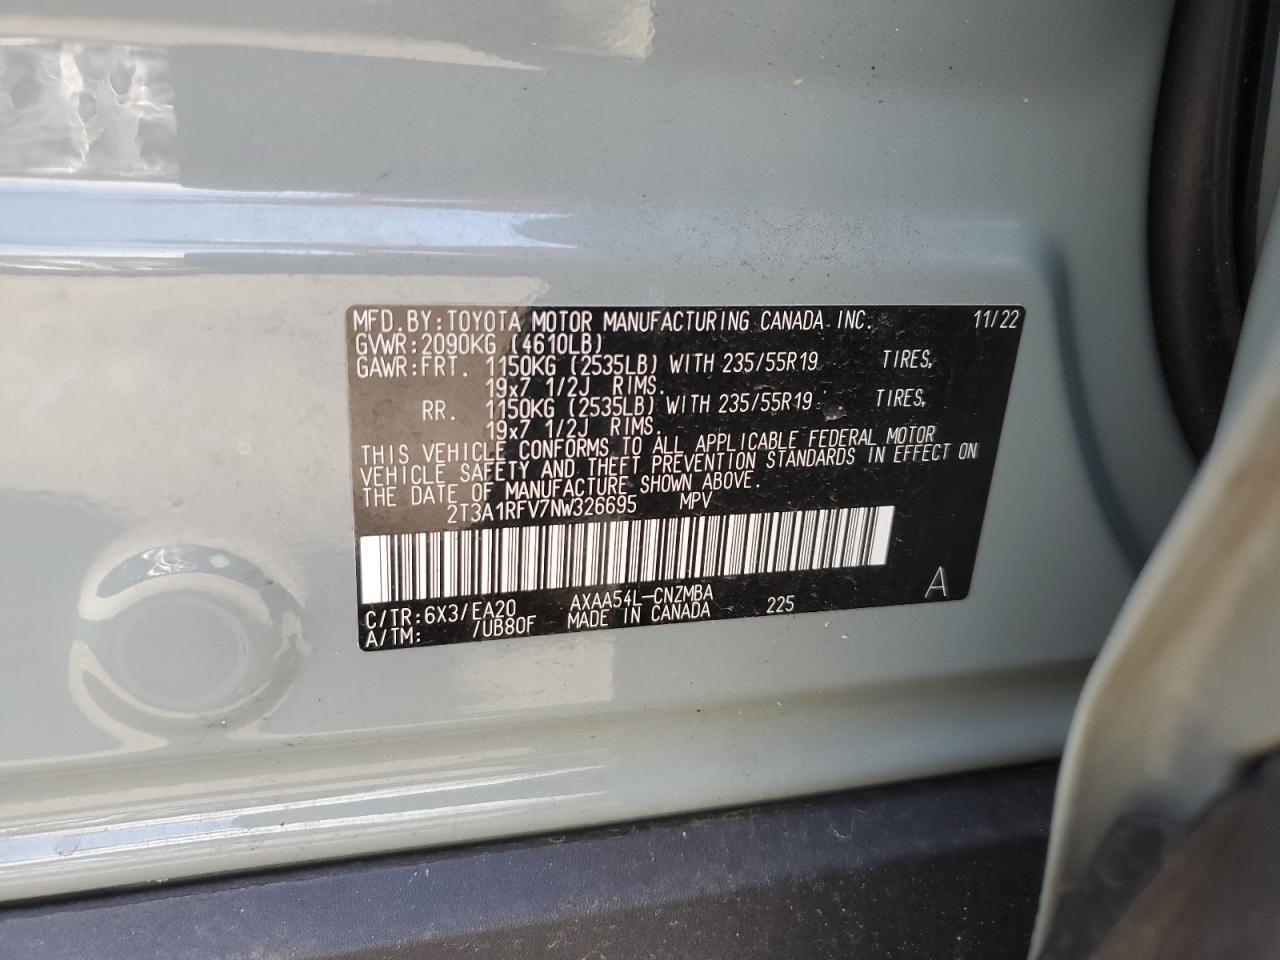 MFD.BY:TOYOTA MOTOR MANUFACTURING CANADA INC. 11/22
GVWR:2090KG (4610LB)
GAWR:FRT. 1150KG (2535LB) WITH 235/55R19 TIRES,
19x7 1/2J RIMS.
RR. 1150KG (2535LB) WITH 235/55R19 TIRES,
19x7 1/2J RIMS.
THIS VEHICLE CONFORMS TO ALL APPLICABLE FEDERAL MOTOR
VEHICLE SAFETY AND THEFT PREVENTION STANDARDS IN EFFECT ON
THE DATE OF MANUFACTURE SHOWN ABOVE.
2T3A1RFV7NW326695 MPV
C/TR:6X3/EA20 AXAA54L-CNZMBA A
A/TM: /UB80F MADE IN CANADA 225